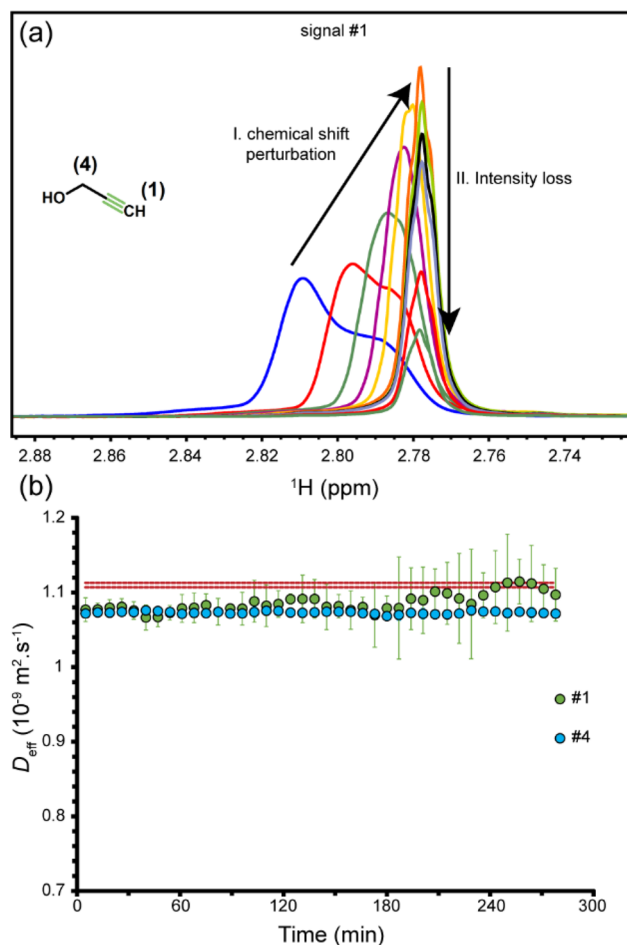 (a)
signal #1
I. chemical shift
perturbation
II. Intensity loss
(4)
(1)
HO
CH
2.88
2.86
2.84
2.82
2.80
2.78
2.76
2.74
¹H (ppm)
(b)
1.2
1.1
1
0.9
0.8
0.7
D_eff (10⁻⁹ m².s⁻¹)
#1
#4
0
60
120
180
240
300
Time (min)